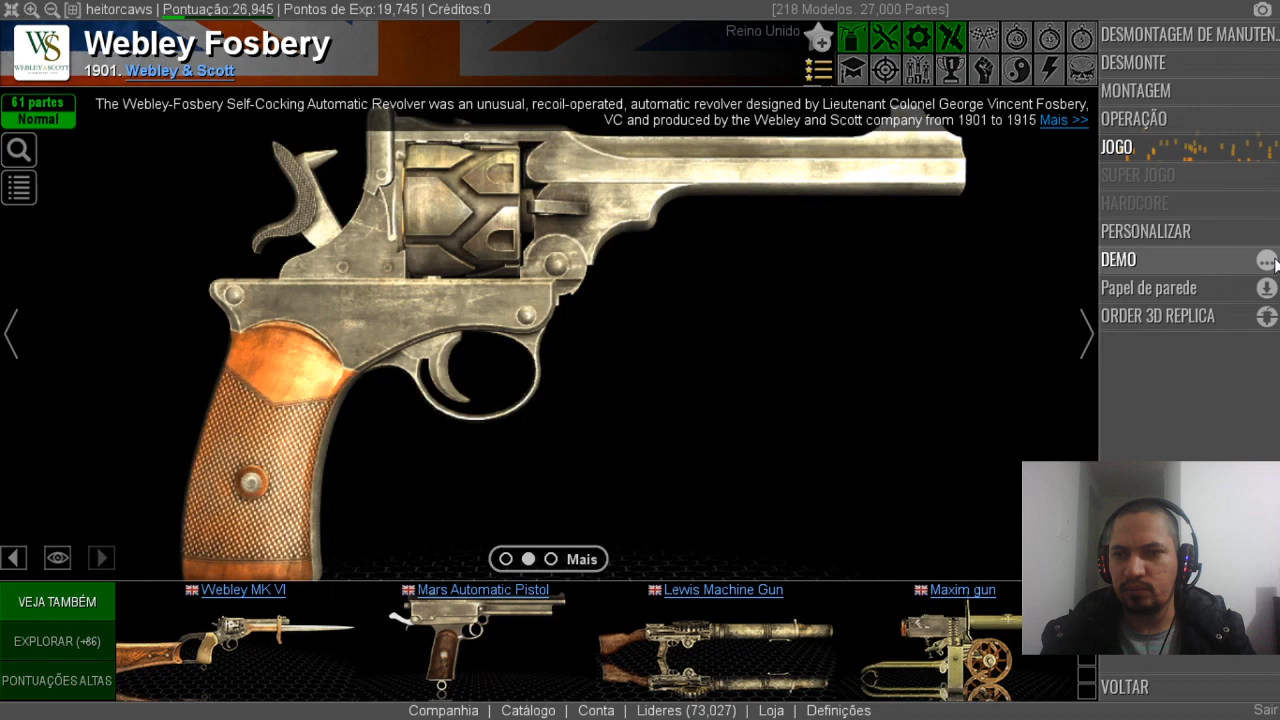 heitorcaws | Pontuação:26,945 | Pontos de Exp:19,745 | Créditos:0
[218 Modelos. 27,000 Partes]
WS
WEBLEY & SCOTT
Webley Fosbery
1901. Webley & Scott
Reino Unido
61 partes
Normal
The Webley-Fosbery Self-Cocking Automatic Revolver was an unusual, recoil-operated, automatic revolver designed by Lieutenant Colonel George Vincent Fosbery,
VC and produced by the Webley and Scott company from 1901 to 1915 Mais >>
DESMONTAGEM DE MANUTEN..
DESMONTE
MONTAGEM
OPERAÇÃO
JOGO
SUPER JOGO
HARDCORE
PERSONALIZAR
DEMO
Papel de parede
ORDER 3D REPLICA
Mais
VEJA TAMBÉM
EXPLORAR (+86)
PONTUAÇÕES ALTAS
Webley MK VI
Mars Automatic Pistol
Lewis Machine Gun
Maxim gun
VOLTAR
Companhia | Catálogo | Conta | Lideres (73,027) | Loja | Definições
Sair